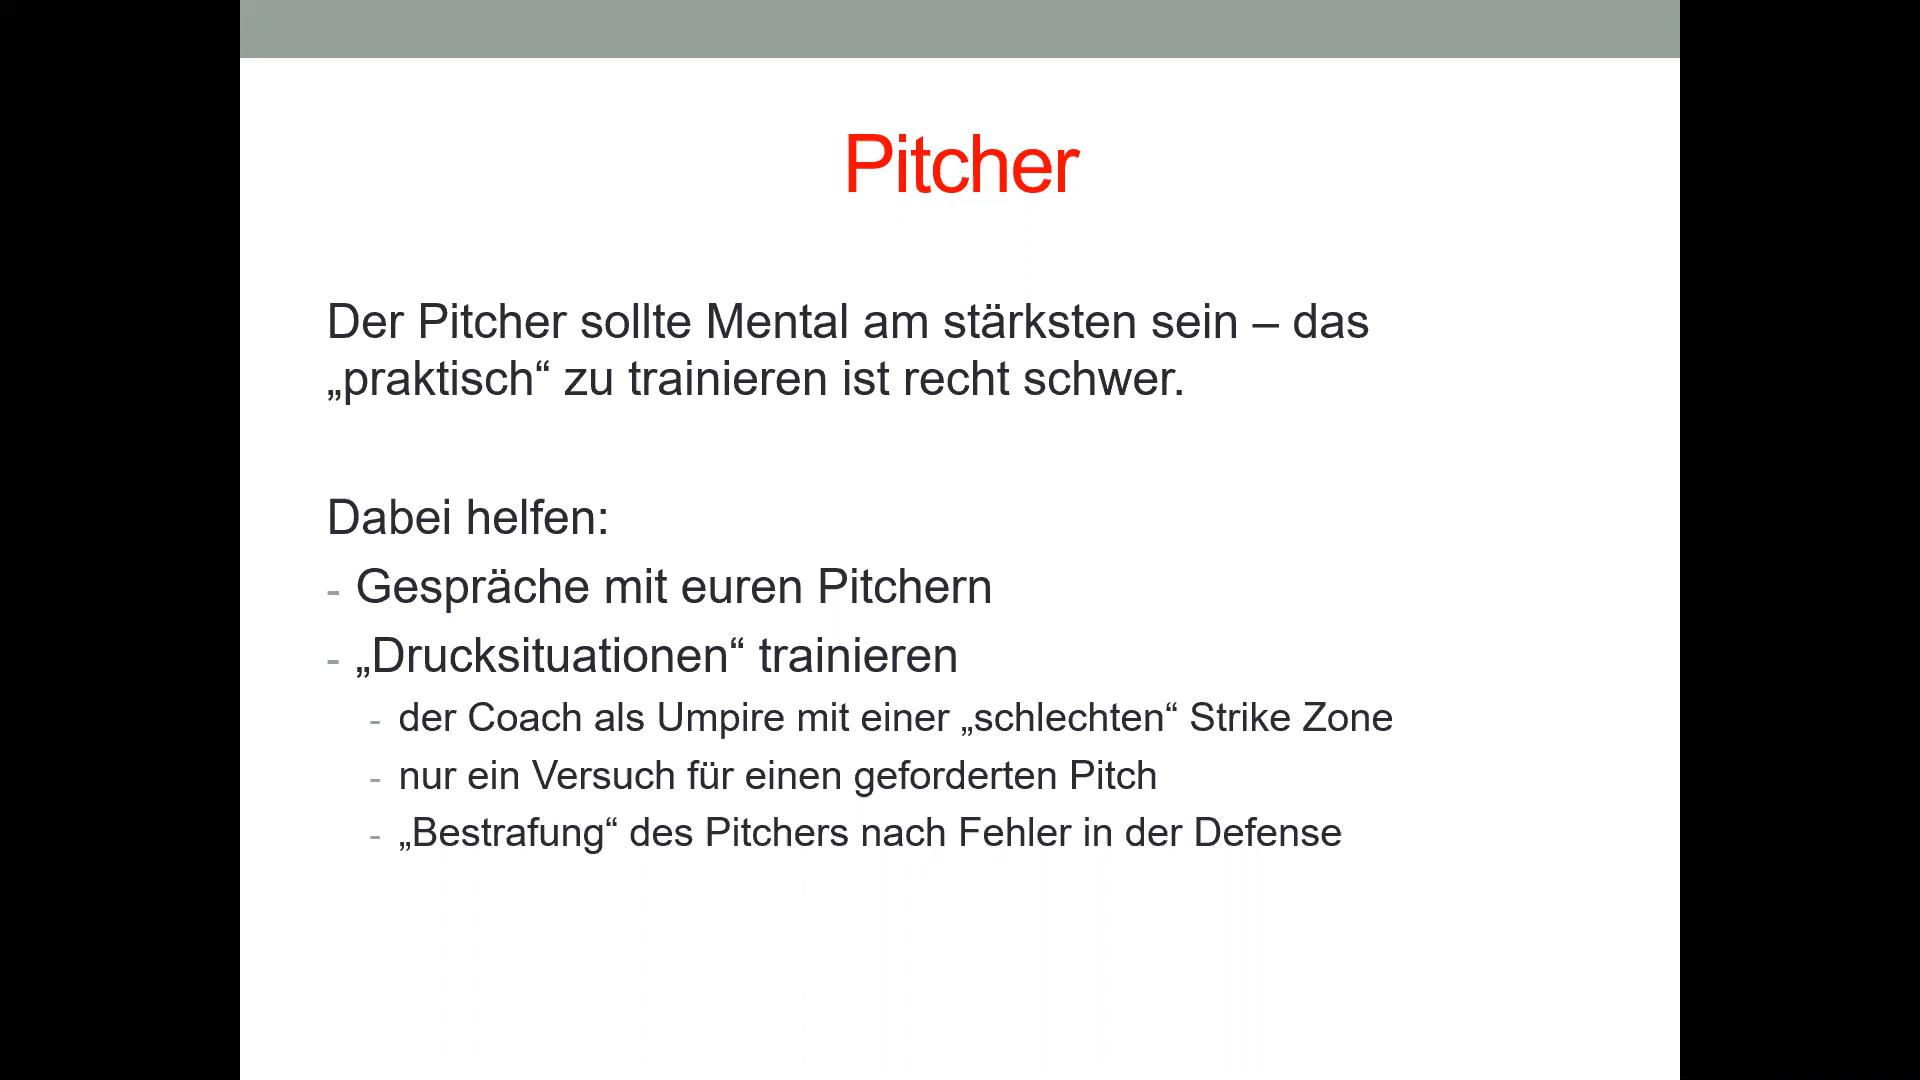 Pitcher
Der Pitcher sollte Mental am stärksten sein – das
„praktisch“ zu trainieren ist recht schwer.
Dabei helfen:
- Gespräche mit euren Pitchern
- „Drucksituationen“ trainieren
- der Coach als Umpire mit einer „schlechten“ Strike Zone
- nur ein Versuch für einen geforderten Pitch
- „Bestrafung“ des Pitchers nach Fehler in der Defense